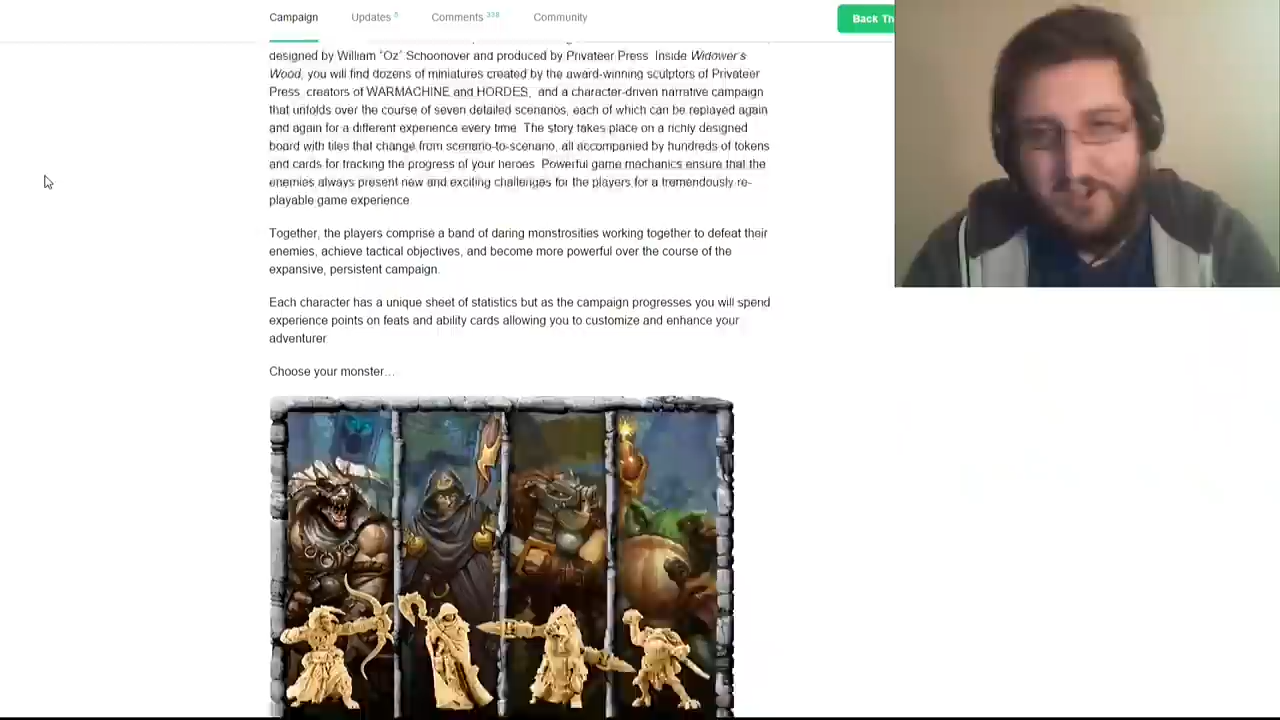 Campaign Updates 5 Comments 338 Community Back Th
designed by William "Oz" Schoonover and produced by Privateer Press Inside Widower's
Wood, you will find dozens of miniatures created by the award-winning sculptors of Privateer
Press, creators of WARMACHINE and HORDES, and a character-driven narrative campaign
that unfolds over the course of seven detailed scenarios, each of which can be replayed again
and again for a different experience every time. The story takes place on a richly designed
board with tiles that change from scenario-to-scenario, all accompanied by hundreds of tokens
and cards for tracking the progress of your heroes. Powerful game mechanics ensure that the
enemies always present new and exciting challenges for the players for a tremendously re-
playable game experience
Together, the players comprise a band of daring monstrosities working together to defeat their
enemies, achieve tactical objectives, and become more powerful over the course of the
expansive, persistent campaign.
Each character has a unique sheet of statistics but as the campaign progresses you will spend
experience points on feats and ability cards allowing you to customize and enhance your
adventurer
Choose your monster…